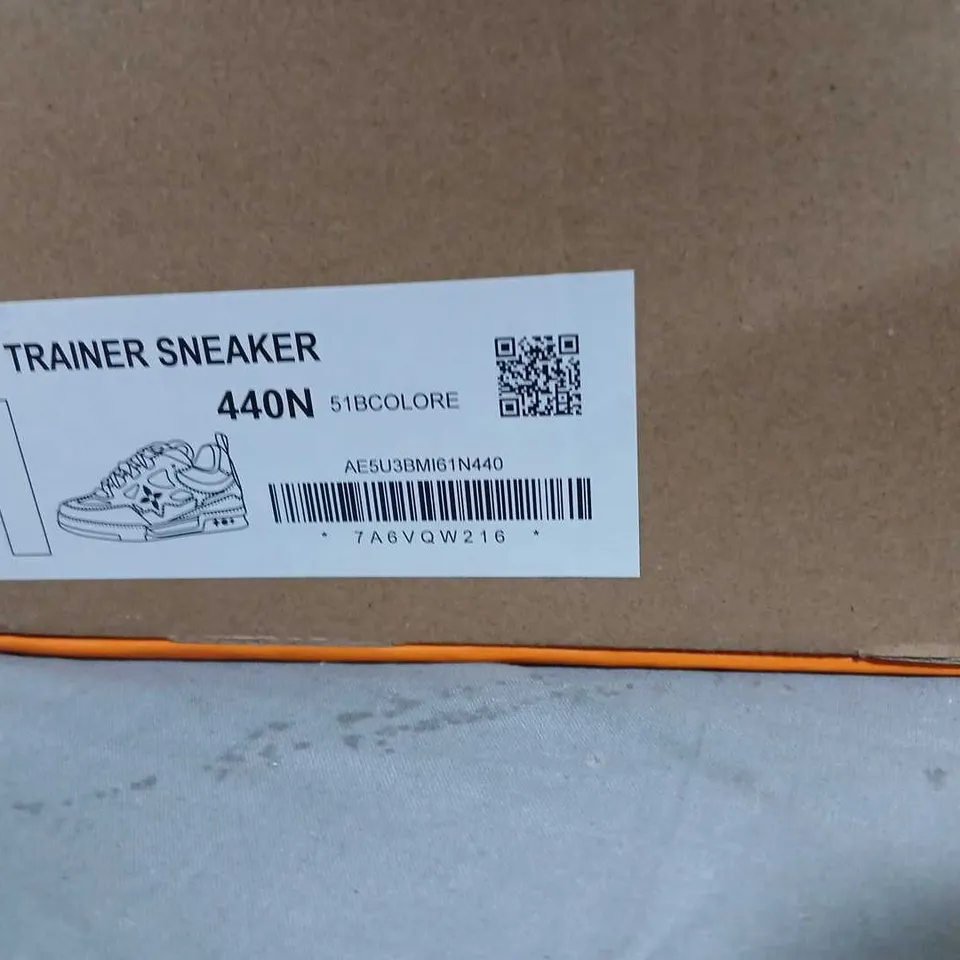 TRAINER SNEAKER
440N 51BCOLORE
AE5U3BMI61N440
* 7A6VQW216 *